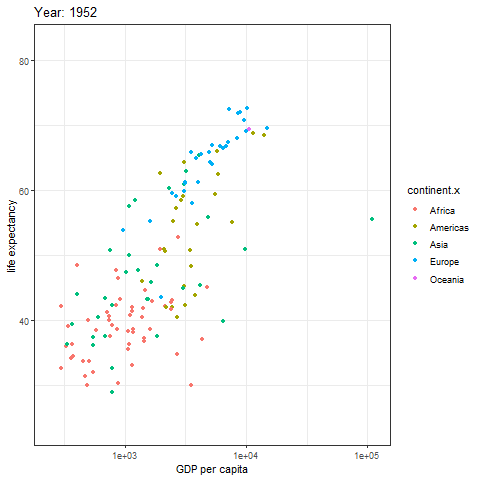 Year: 1952
life expectancy
80
60
40
1e+03
1e+04
1e+05
GDP per capita
continent.x
Africa
Americas
Asia
Europe
Oceania